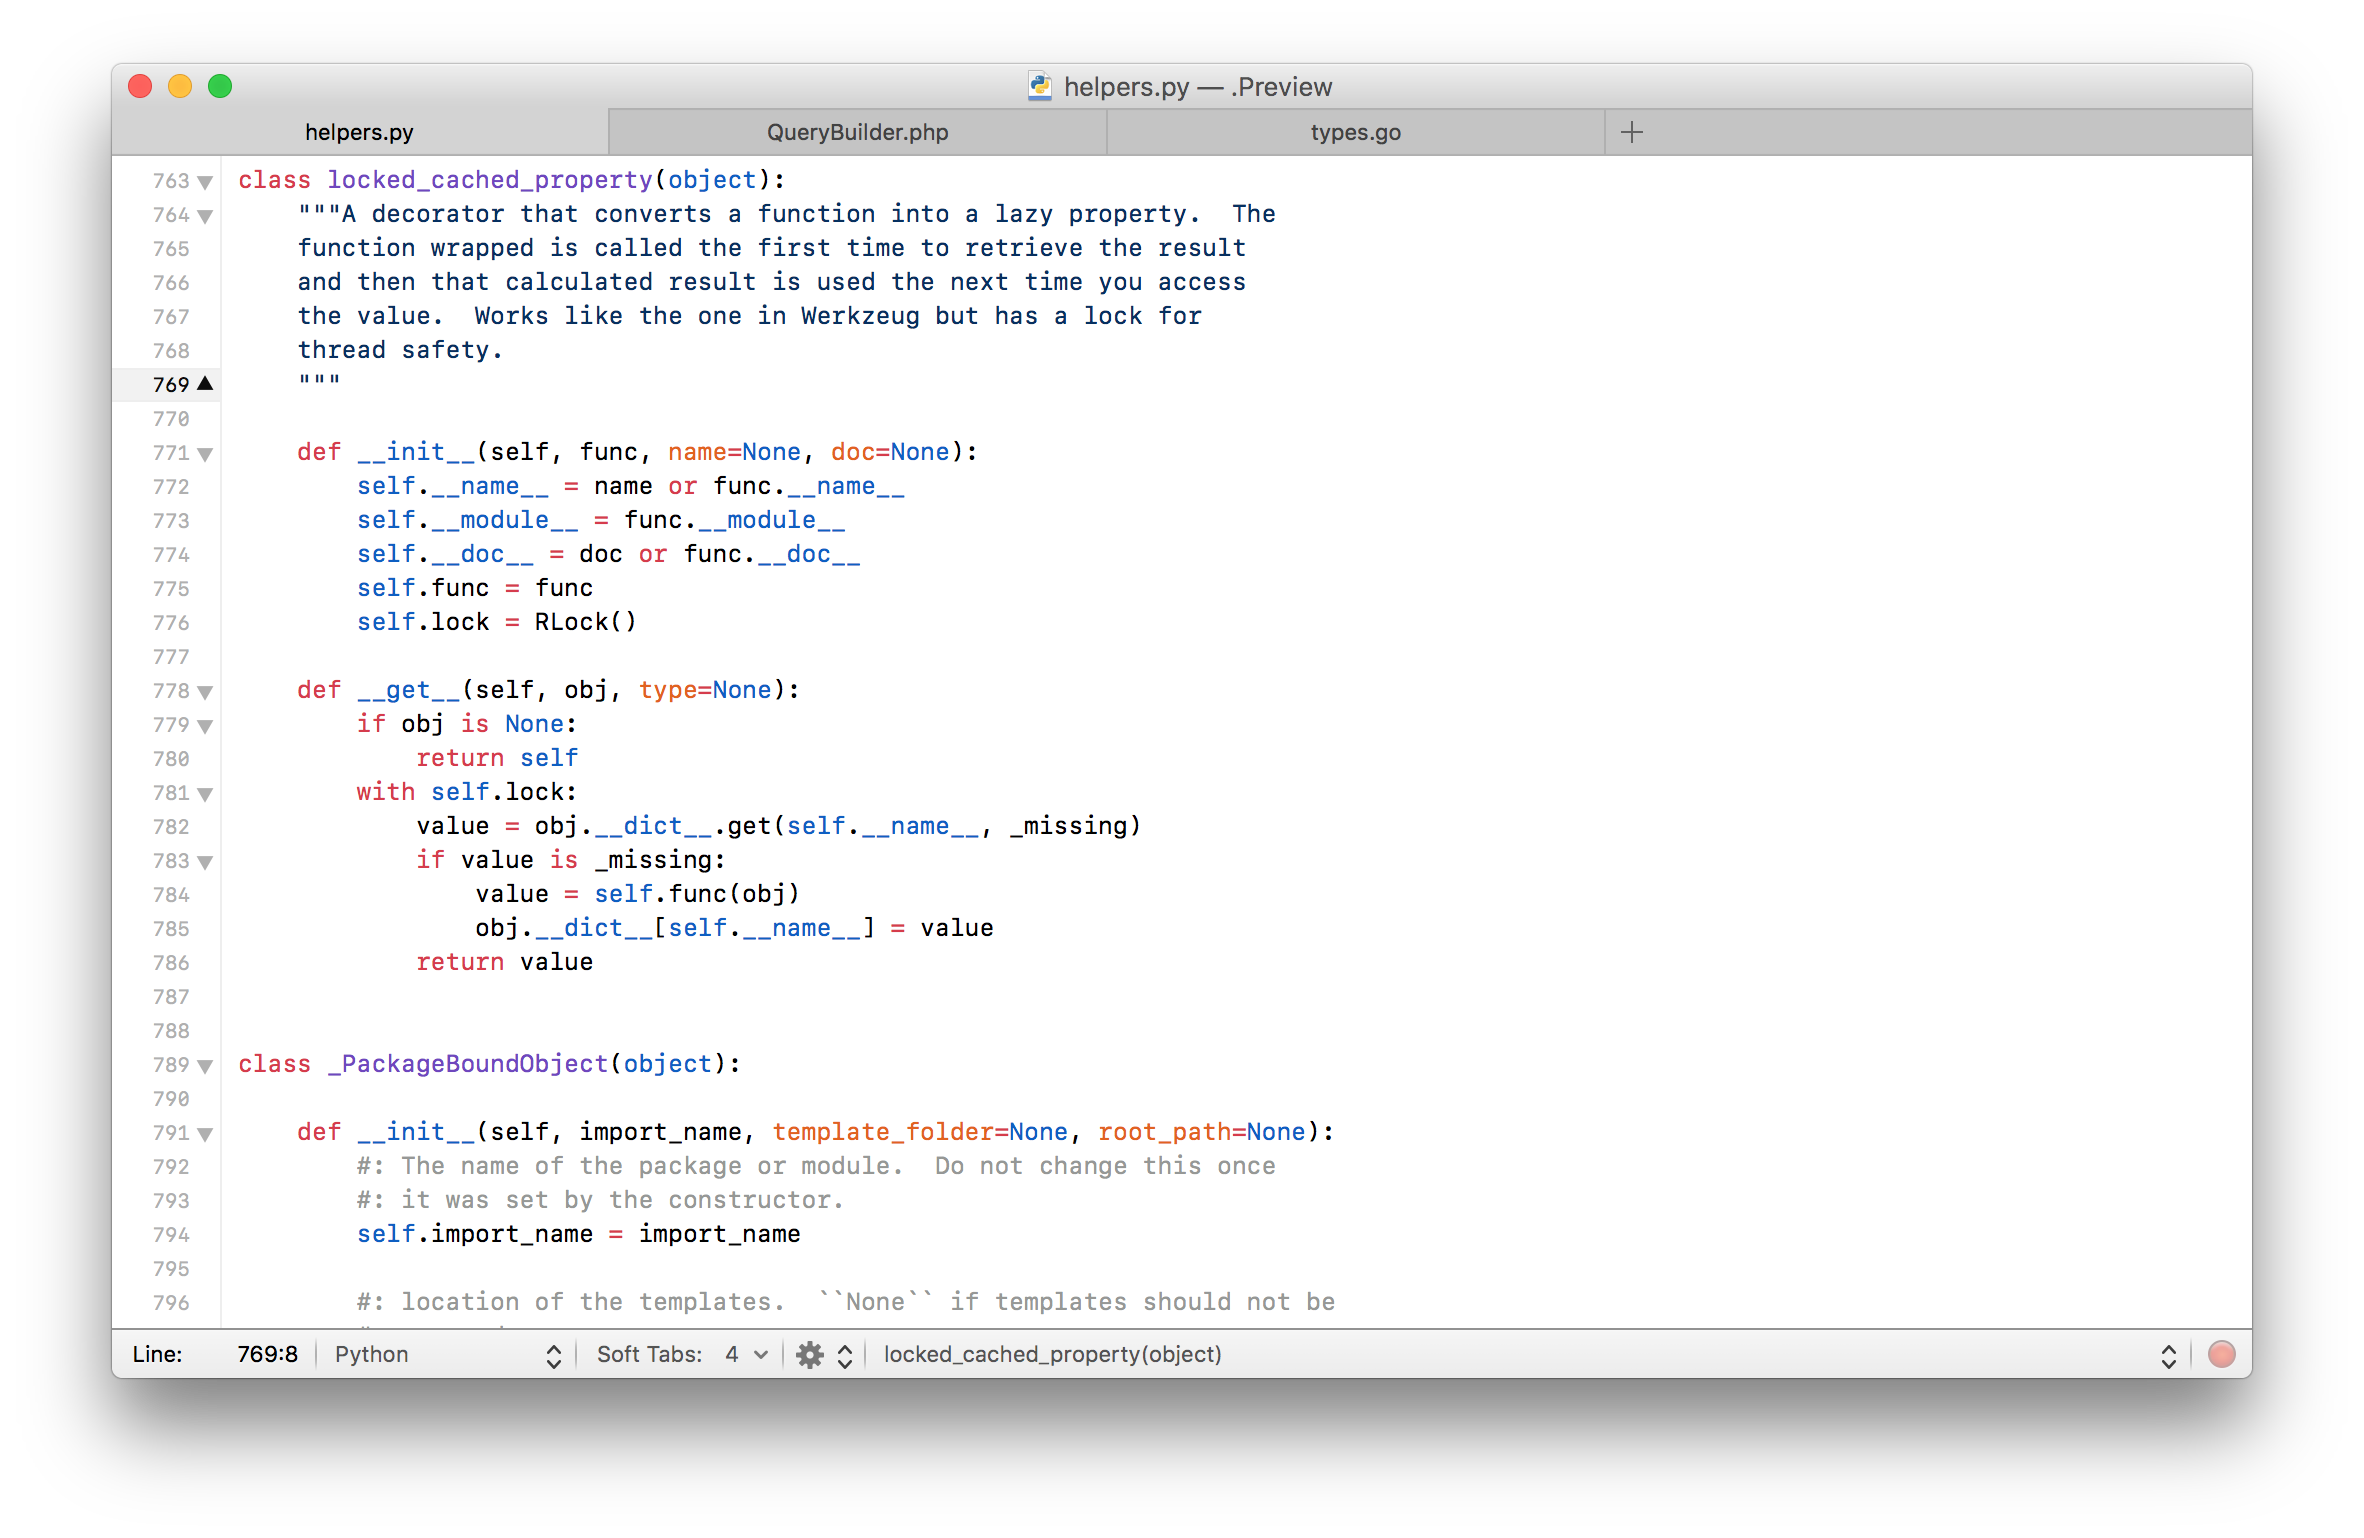 helpers.py — .Preview
helpers.py QueryBuilder.php types.go
763 class locked_cached_property(object):
764     """A decorator that converts a function into a lazy property.  The
765     function wrapped is called the first time to retrieve the result
766     and then that calculated result is used the next time you access
767     the value.  Works like the one in Werkzeug but has a lock for
768     thread safety.
769     """
770
771     def __init__(self, func, name=None, doc=None):
772         self.__name__ = name or func.__name__
773         self.__module__ = func.__module__
774         self.__doc__ = doc or func.__doc__
775         self.func = func
776         self.lock = RLock()
777
778     def __get__(self, obj, type=None):
779         if obj is None:
780             return self
781         with self.lock:
782             value = obj.__dict__.get(self.__name__, _missing)
783             if value is _missing:
784                 value = self.func(obj)
785                 obj.__dict__[self.__name__] = value
786             return value
787
788
789 class _PackageBoundObject(object):
790
791     def __init__(self, import_name, template_folder=None, root_path=None):
792         #: The name of the package or module.  Do not change this once
793         #: it was set by the constructor.
794         self.import_name = import_name
795
796         #: location of the templates.  ``None`` if templates should not be
Line: 769:8 Python Soft Tabs: 4 locked_cached_property(object)